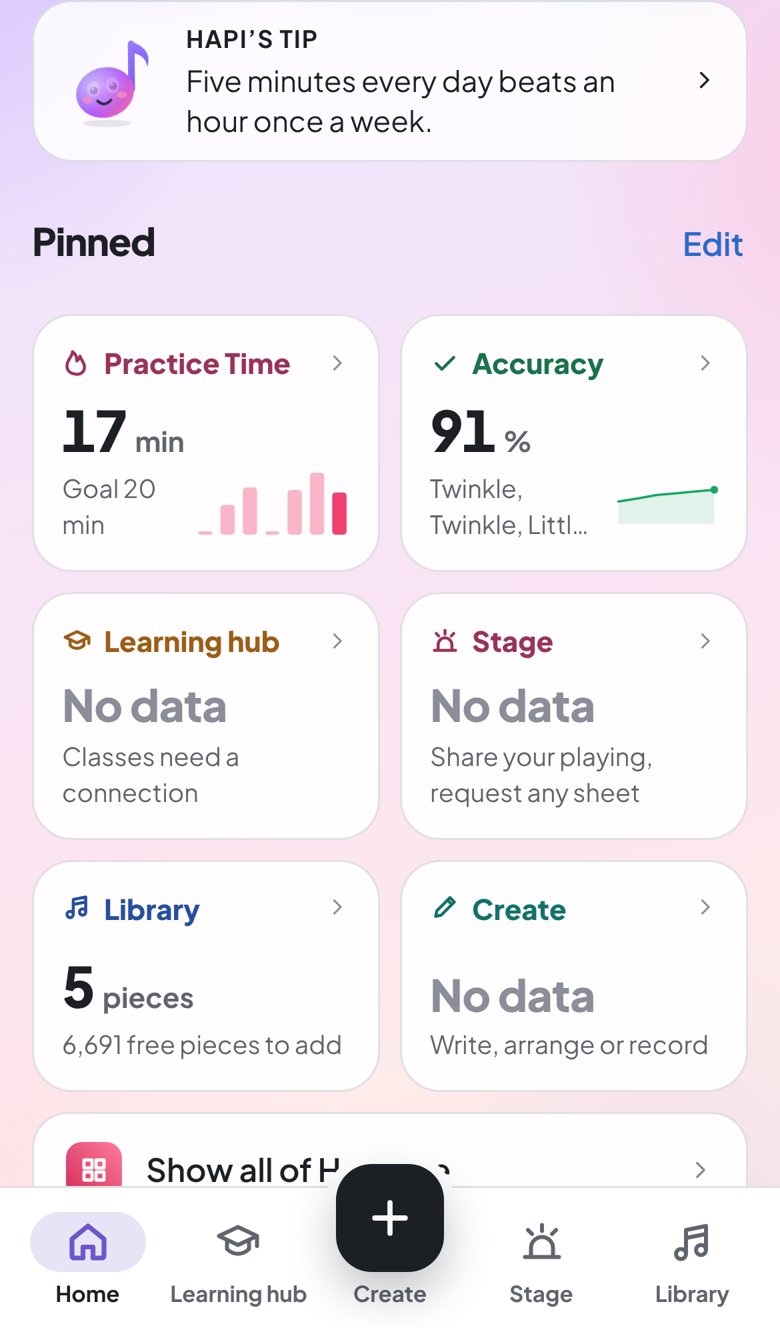 HAPI’S TIP
Five minutes every day beats an
hour once a week.
Pinned
Edit
Practice Time
17 min
Goal 20
min
Accuracy
91 %
Twinkle,
Twinkle, Littl…
Learning hub
No data
Classes need a
connection
Stage
No data
Share your playing,
request any sheet
Library
5 pieces
6,691 free pieces to add
Create
No data
Write, arrange or record
Show all of
Home
Learning hub
Create
Stage
Library